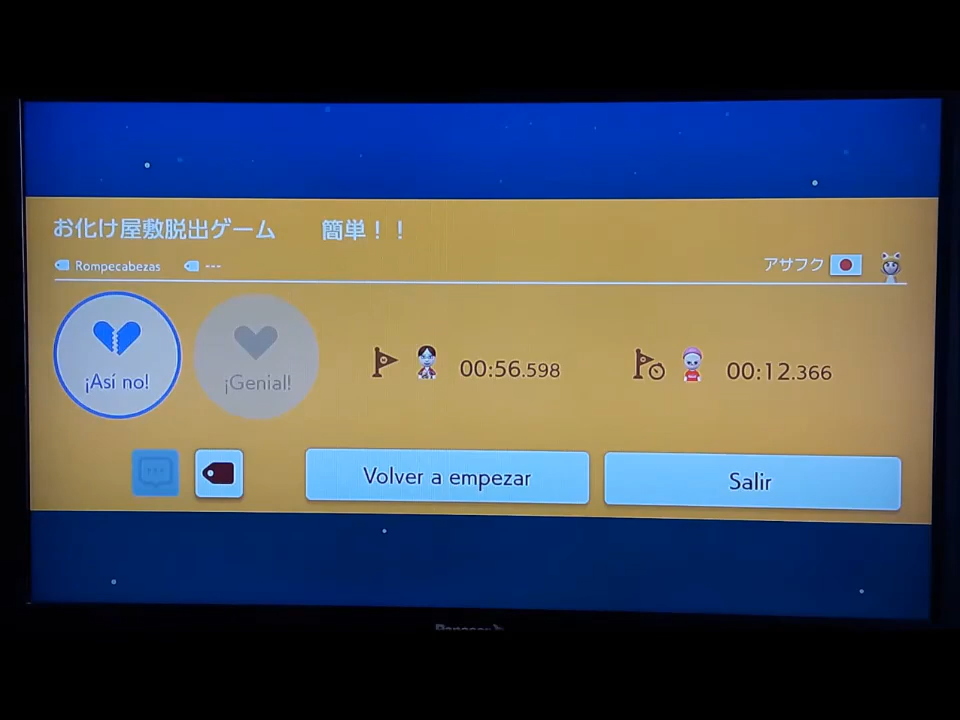 お化け屋敷脱出ゲーム　　簡単！！
Rompecabezas ---
アサフク
¡Así no!
¡Genial!
00:56.598
00:12.366
Volver a empezar
Salir